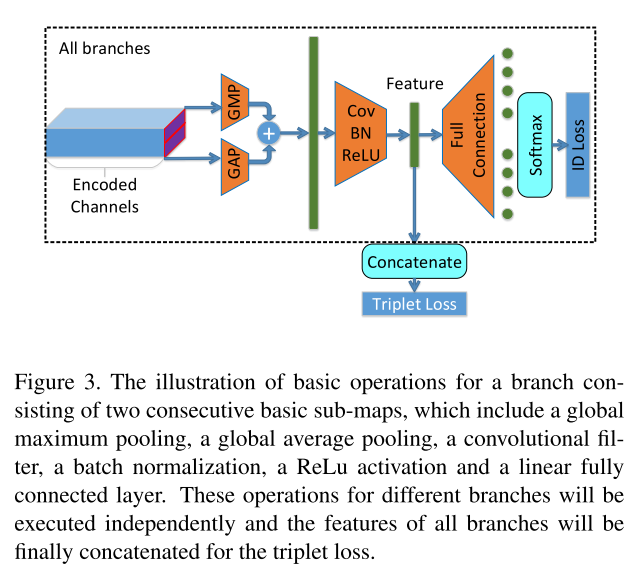 All branches
GMP
GAP
Encoded
Channels
Cov
BN
ReLU
Feature
Full
Connection
Softmax
ID Loss
Concatenate
Triplet Loss
Figure 3. The illustration of basic operations for a branch con-
sisting of two consecutive basic sub-maps, which include a global
maximum pooling, a global average pooling, a convolutional fil-
ter, a batch normalization, a ReLu activation and a linear fully
connected layer. These operations for different branches will be
executed independently and the features of all branches will be
finally concatenated for the triplet loss.